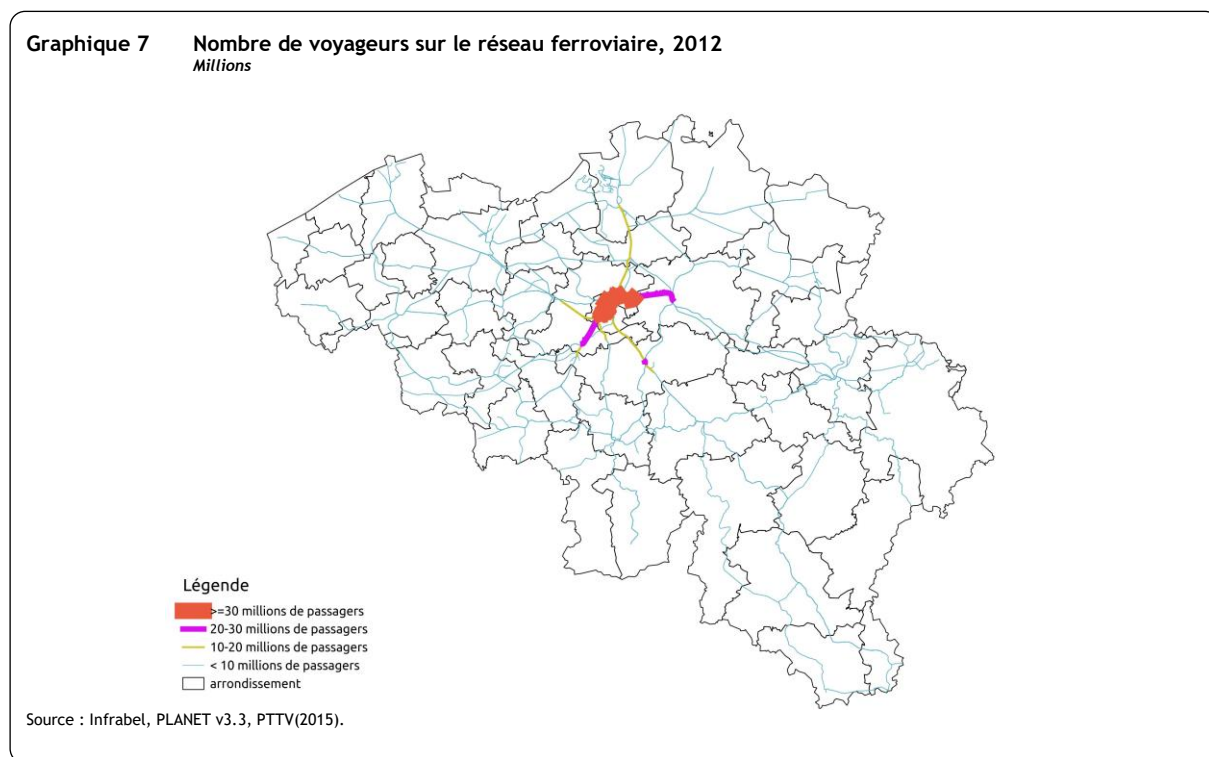 Graphique 7 Nombre de voyageurs sur le réseau ferroviaire, 2012
Millions
Légende
>=30 millions de passagers
20-30 millions de passagers
10-20 millions de passagers
< 10 millions de passagers
arrondissement
Source : Infrabel, PLANET v3.3, PTTV(2015).